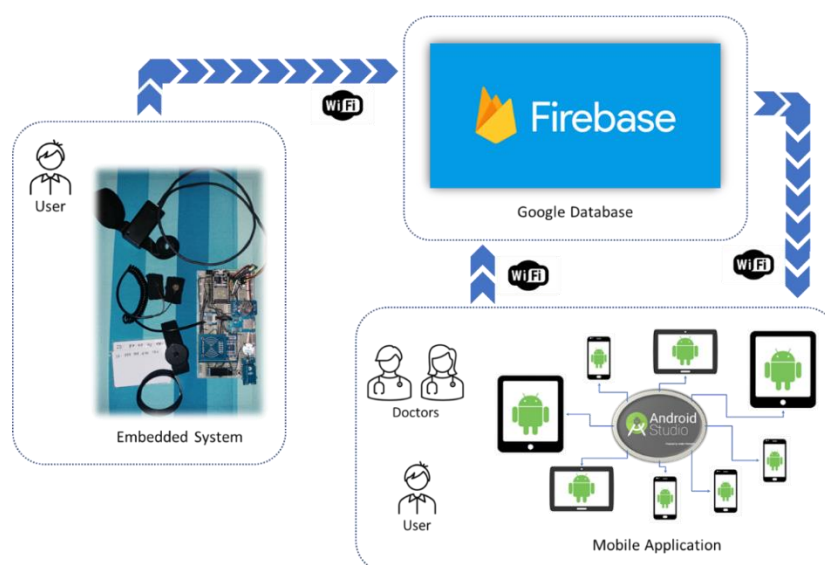 WiFi
Firebase
Google Database
User
Embedded System
WiFi
WiFi
Doctors
Android
Studio
User
Mobile Application